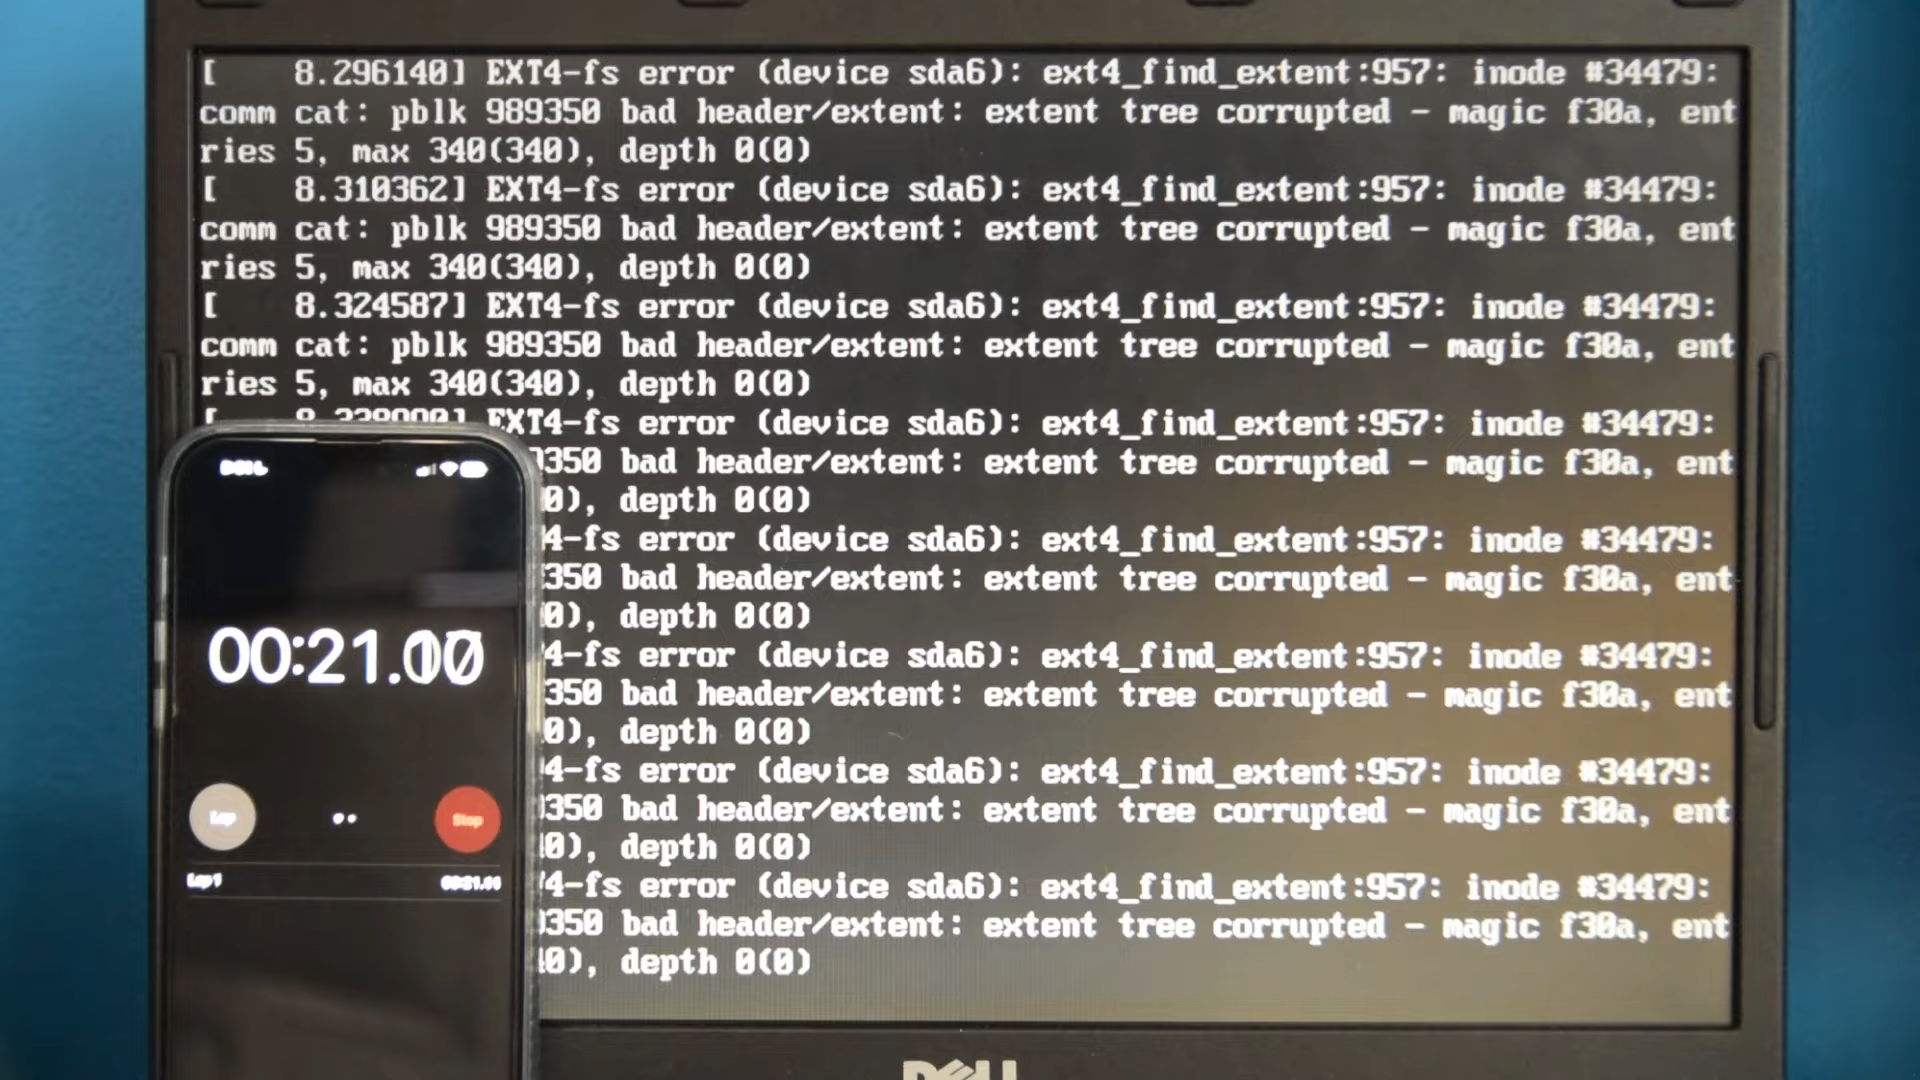 [    8.296140] EXT4-fs error (device sda6): ext4_find_extent:957: inode #34479:
comm cat: pblk 989350 bad header/extent: extent tree corrupted - magic f30a, ent
ries 5, max 340(340), depth 0(0)
[    8.310362] EXT4-fs error (device sda6): ext4_find_extent:957: inode #34479:
comm cat: pblk 989350 bad header/extent: extent tree corrupted - magic f30a, ent
ries 5, max 340(340), depth 0(0)
[    8.324587] EXT4-fs error (device sda6): ext4_find_extent:957: inode #34479:
comm cat: pblk 989350 bad header/extent: extent tree corrupted - magic f30a, ent
ries 5, max 340(340), depth 0(0)
[ EXT4-fs error (device sda6): ext4_find_extent:957: inode #34479:
350 bad header/extent: extent tree corrupted - magic f30a, ent
0), depth 0(0)
4-fs error (device sda6): ext4_find_extent:957: inode #34479:
350 bad header/extent: extent tree corrupted - magic f30a, ent
0), depth 0(0)
4-fs error (device sda6): ext4_find_extent:957: inode #34479:
350 bad header/extent: extent tree corrupted - magic f30a, ent
0), depth 0(0)
4-fs error (device sda6): ext4_find_extent:957: inode #34479:
350 bad header/extent: extent tree corrupted - magic f30a, ent
0), depth 0(0)
4-fs error (device sda6): ext4_find_extent:957: inode #34479:
350 bad header/extent: extent tree corrupted - magic f30a, ent
40), depth 0(0)
00:21.
Lap
Stop
Lap 1
DELL